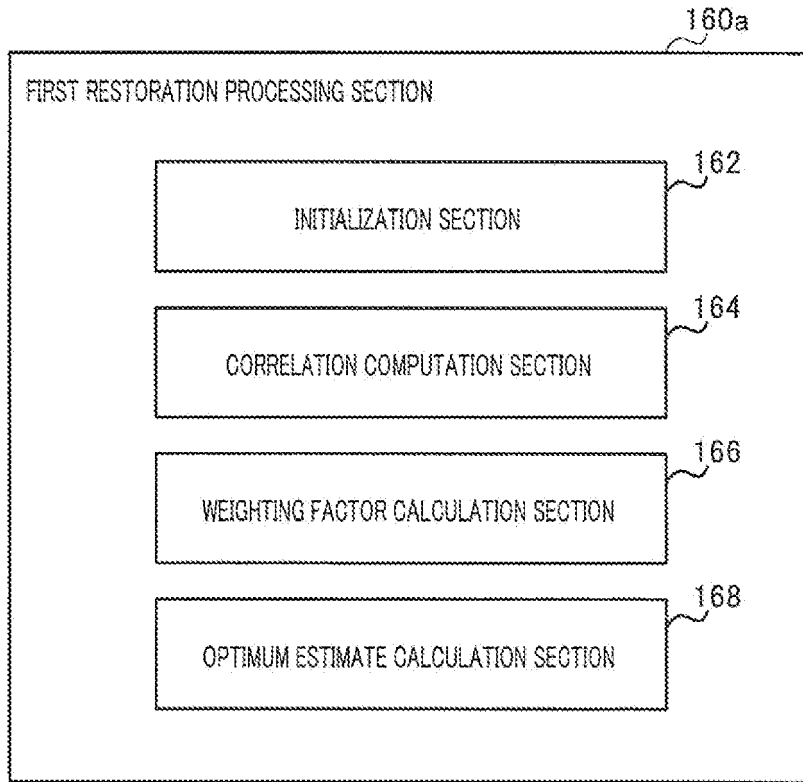 160a
FIRST RESTORATION PROCESSING SECTION
162
INITIALIZATION SECTION
164
CORRELATION COMPUTATION SECTION
166
WEIGHTING FACTOR CALCULATION SECTION
168
OPTIMUM ESTIMATE CALCULATION SECTION